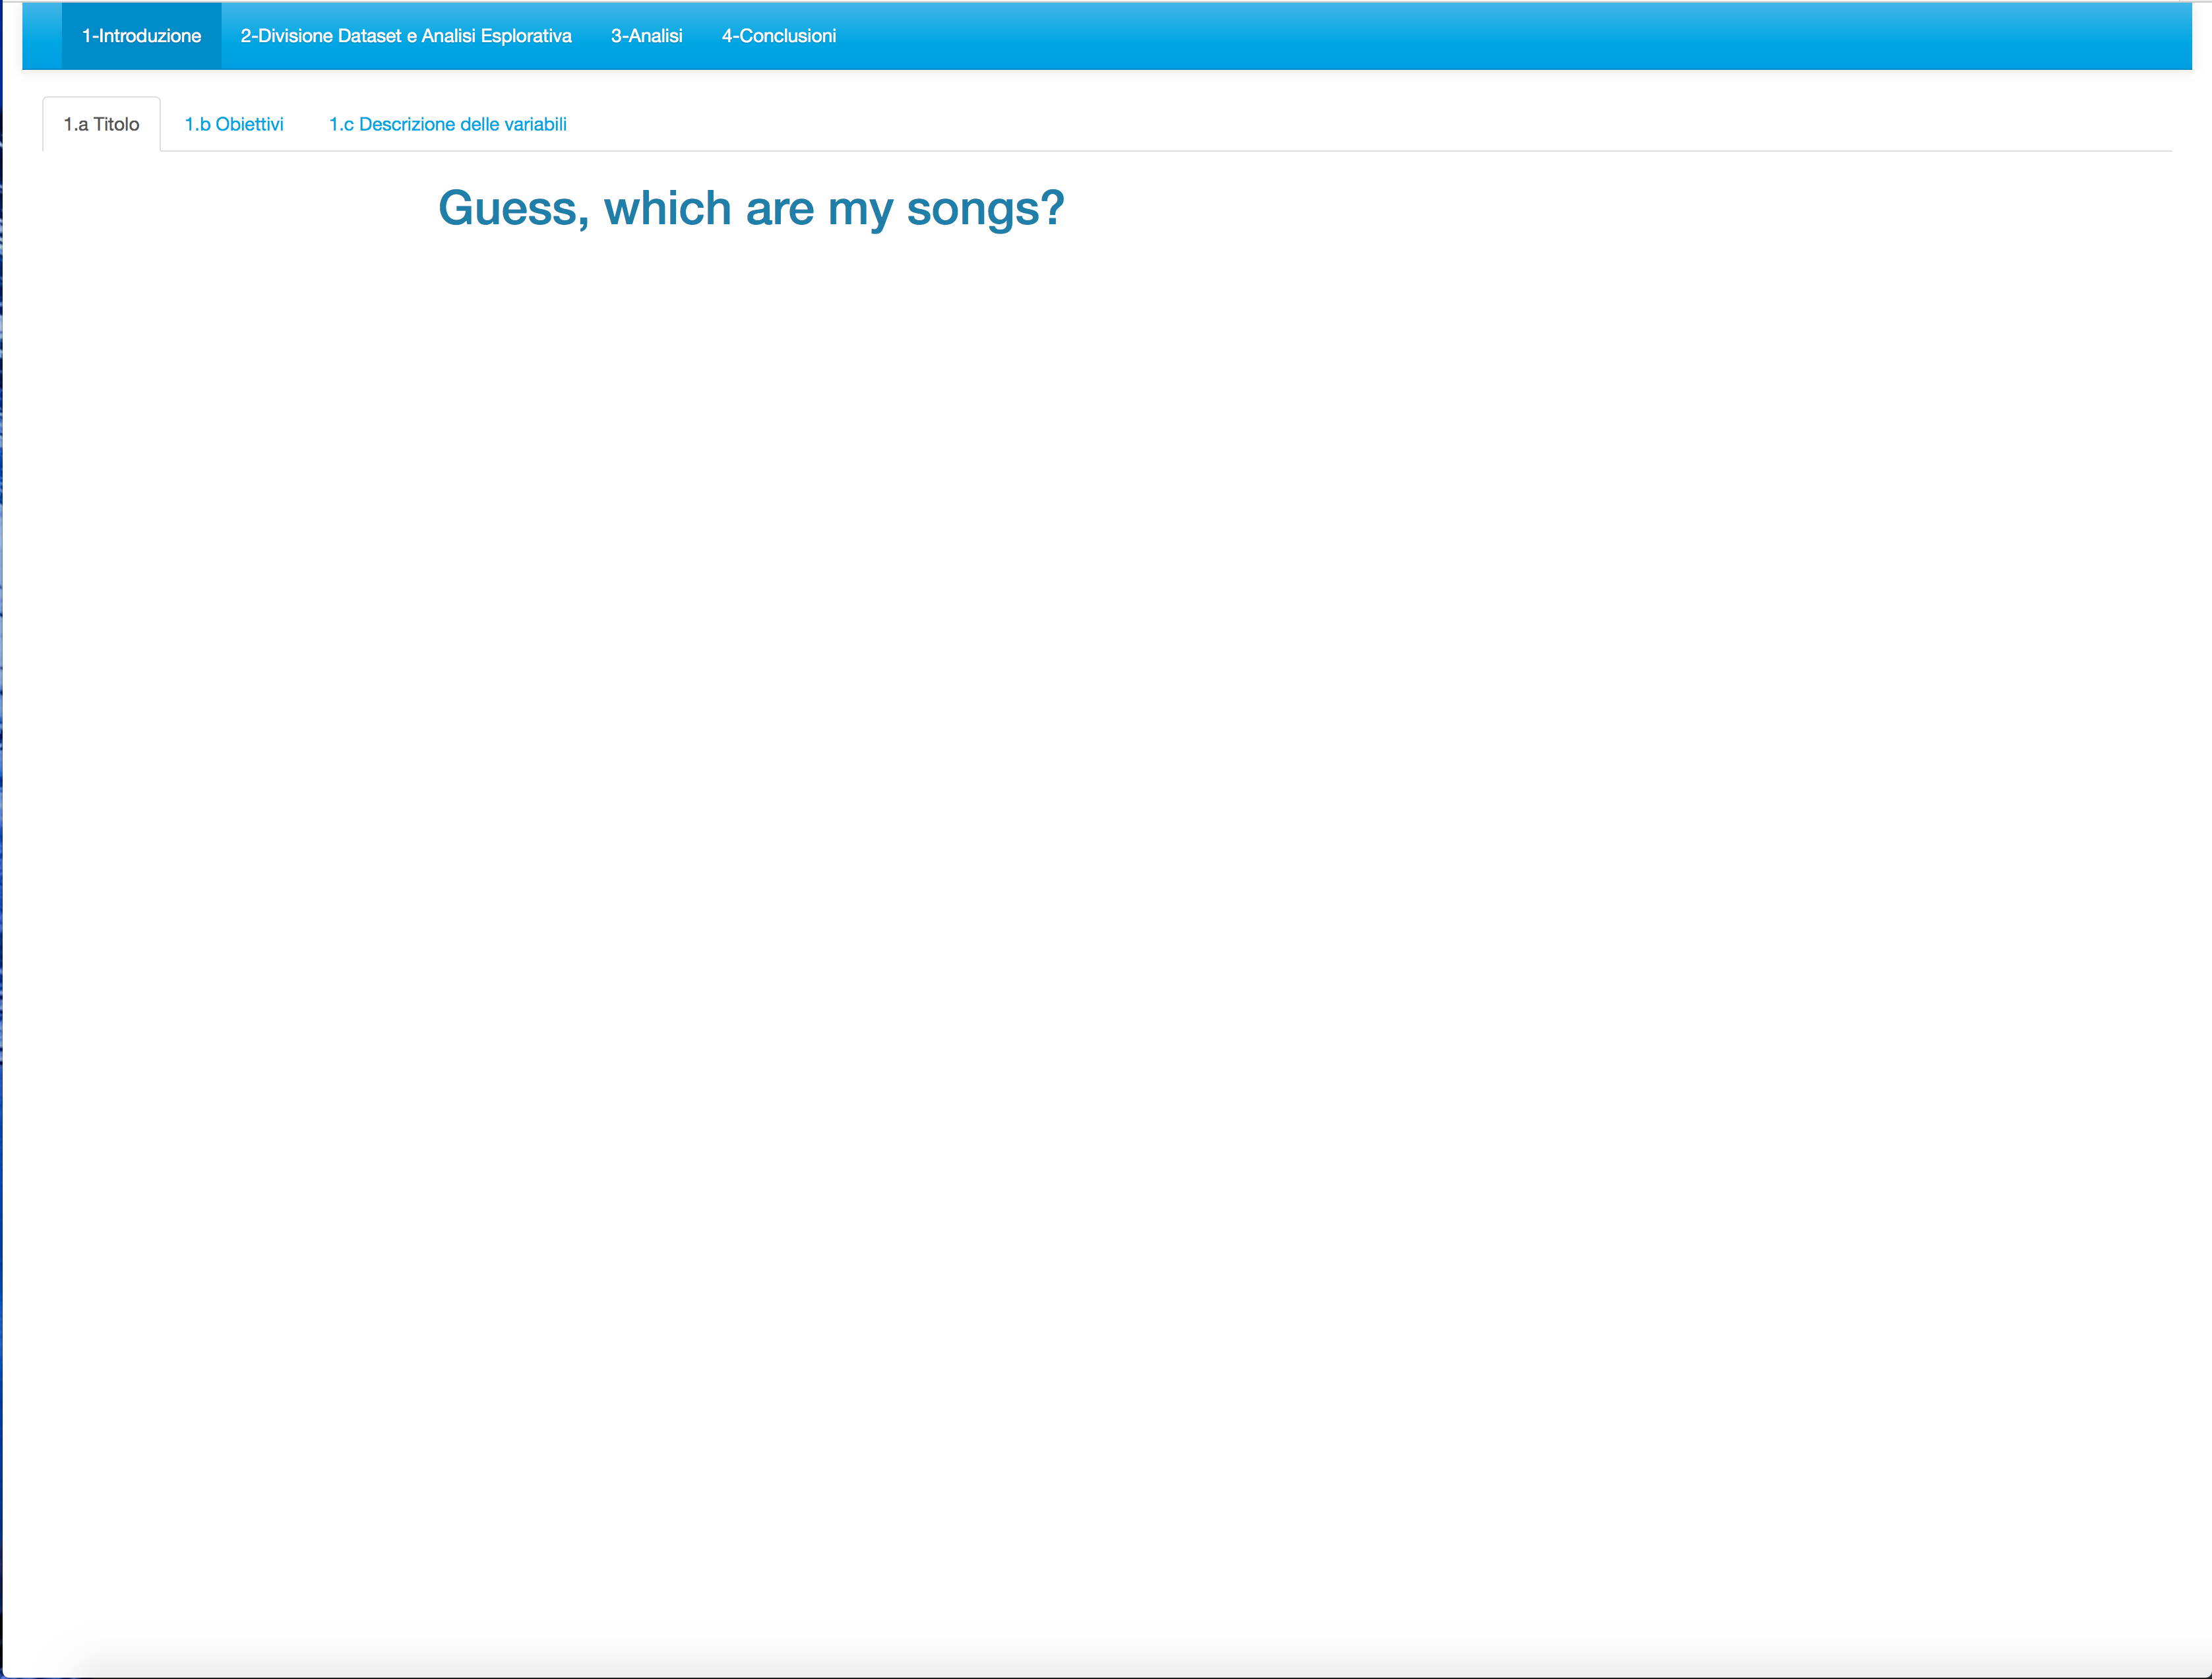 1-Introduzione 2-Divisione Dataset e Analisi Esplorativa 3-Analisi 4-Conclusioni
1.a Titolo 1.b Obiettivi 1.c Descrizione delle variabili
Guess, which are my songs?